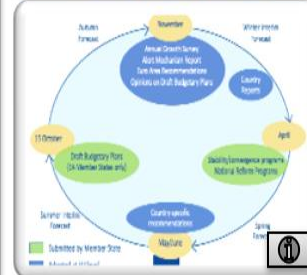 November
Autumn
Forecast
Winter Interim
Forecast
Annual Growth Survey
Alert Mechanism Report
Euro Area Recommendations
Opinions on Draft Budgetary Plans
Country
Reports
15 October
April
Draft Budgetary Plans
(EA Member States only)
Stability/convergence programs
National Reform Programs
Summer Interim
Forecast
Country-specific
recommendations
Spring
May/June
Submitted by Member State